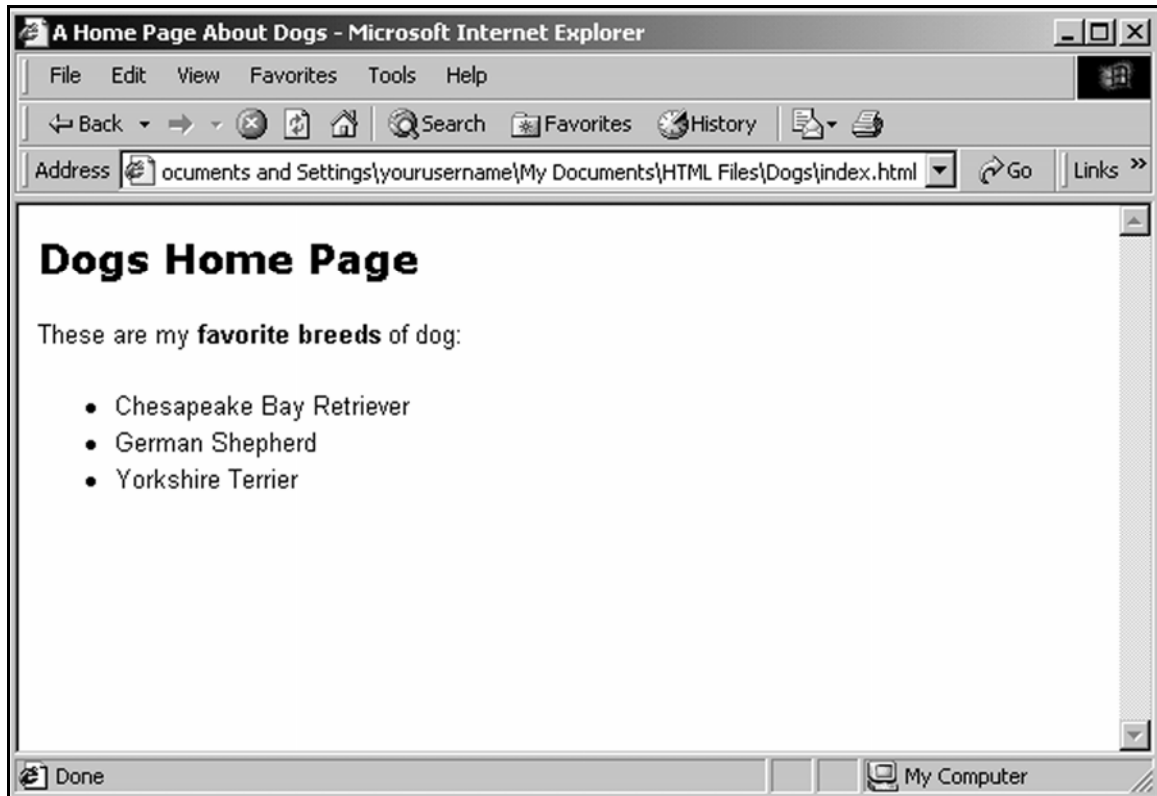 A Home Page About Dogs - Microsoft Internet Explorer
File Edit View Favorites Tools Help
Back Search Favorites History
Address ocuments and Settings\yourusername\My Documents\HTML Files\Dogs\index.html Go Links »
Dogs Home Page
These are my favorite breeds of dog:
• Chesapeake Bay Retriever
• German Shepherd
• Yorkshire Terrier
Done My Computer